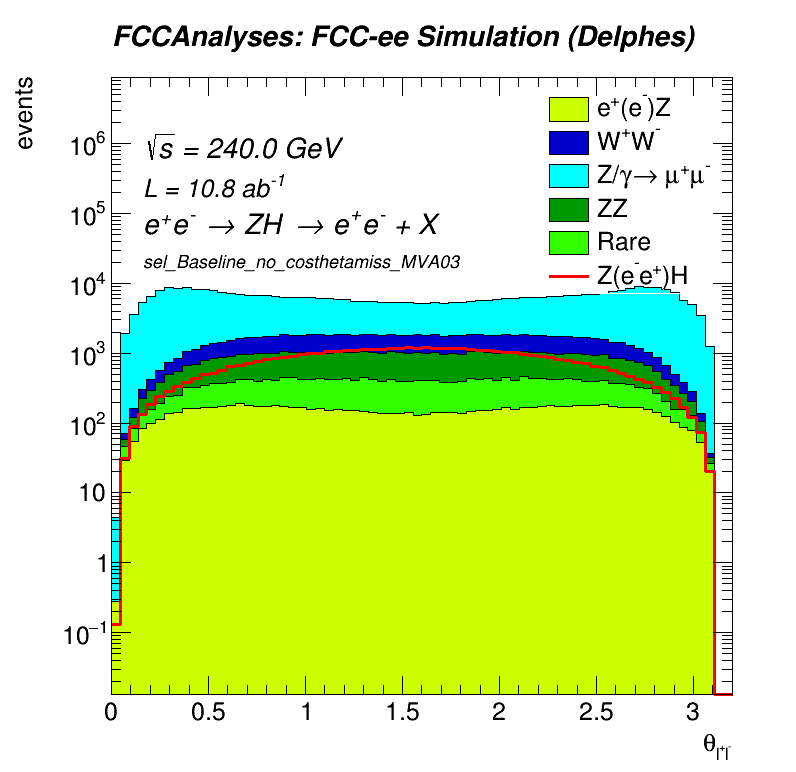 FCCAnalyses: FCC-ee Simulation (Delphes)
events
√s = 240.0 GeV
L = 10.8 ab⁻¹
e⁺e⁻ → ZH → e⁺e⁻ + X
sel_Baseline_no_costhetamiss_MVA03
e⁺(e⁻)Z
W⁺W⁻
Z/γ→ μ⁺μ⁻
ZZ
Rare
Z(e⁻e⁺)H
10⁶
10⁵
10⁴
10³
10²
10
1
10⁻¹
0 0.5 1 1.5 2 2.5 3
θ_{l⁺l⁻}